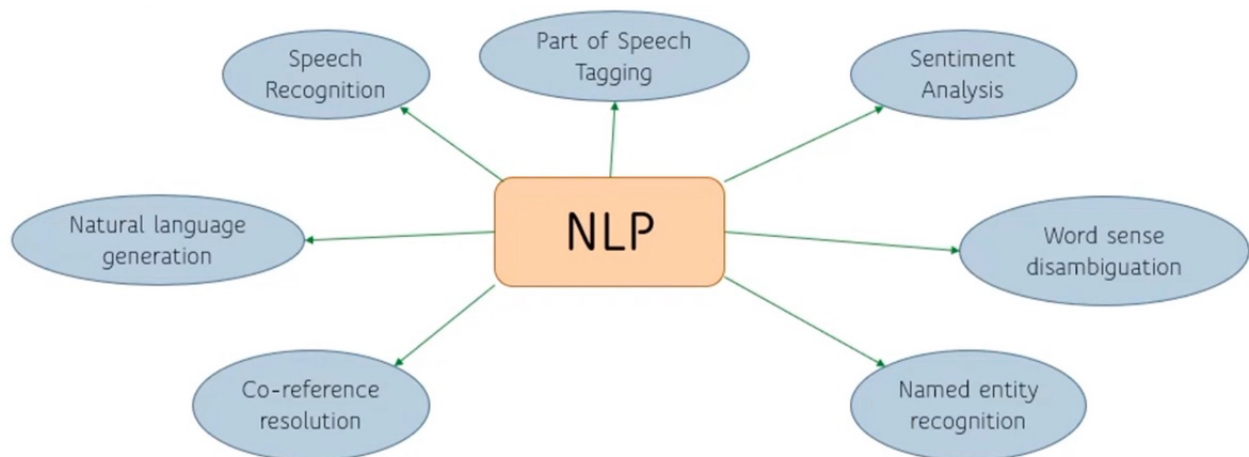 Speech
Recognition
Part of Speech
Tagging
Sentiment
Analysis
Natural language
generation
NLP
Word sense
disambiguation
Co-reference
resolution
Named entity
recognition